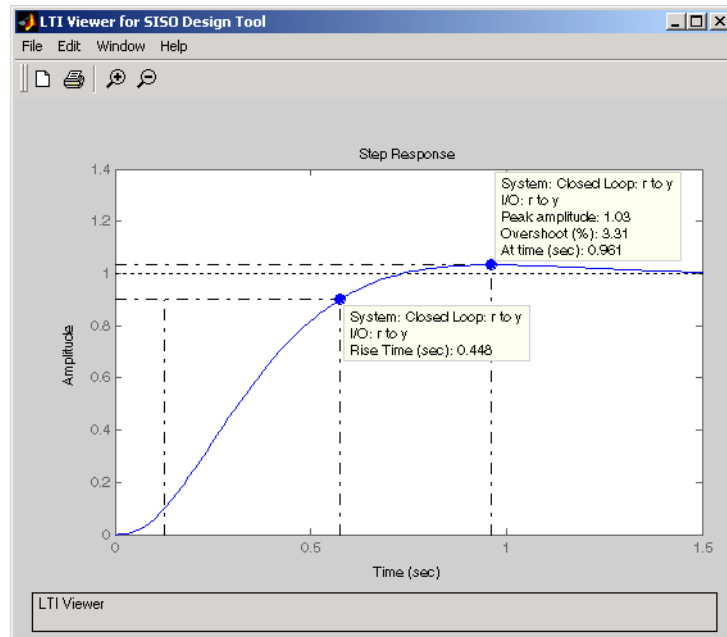 LTI Viewer for SISO Design Tool
File Edit Window Help
Step Response
1.4
1.2
1
0.8
0.6
0.4
0.2
0
Amplitude
System: Closed Loop: r to y
I/O: r to y
Peak amplitude: 1.03
Overshoot (%): 3.31
At time (sec): 0.961
System: Closed Loop: r to y
I/O: r to y
Rise Time (sec): 0.448
0 0.5 1 1.5
Time (sec)
LTI Viewer